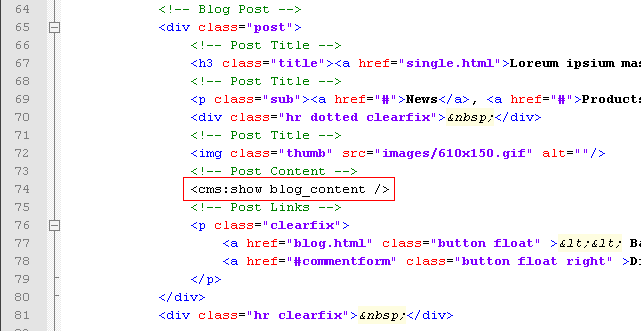 64 <!-- Blog Post -->
65 <div class="post">
66 <!-- Post Title -->
67 <h3 class="title"><a href="single.html">Loreum ipsium mas
68 <!-- Post Title -->
69 <p class="sub"><a href="#">News</a>, <a href="#">Products
70 <div class="hr dotted clearfix">&nbsp;</div>
71 <!-- Post Title -->
72 <img class="thumb" src="images/610x150.gif" alt=""/>
73 <!-- Post Content -->
74 <cms:show blog_content />
75 <!-- Post Links -->
76 <p class="clearfix">
77 <a href="blog.html" class="button float" >&lt;&lt; Ba
78 <a href="#commentform" class="button float right" >Di
79 </p>
80 </div>
81 <div class="hr clearfix">&nbsp;</div>